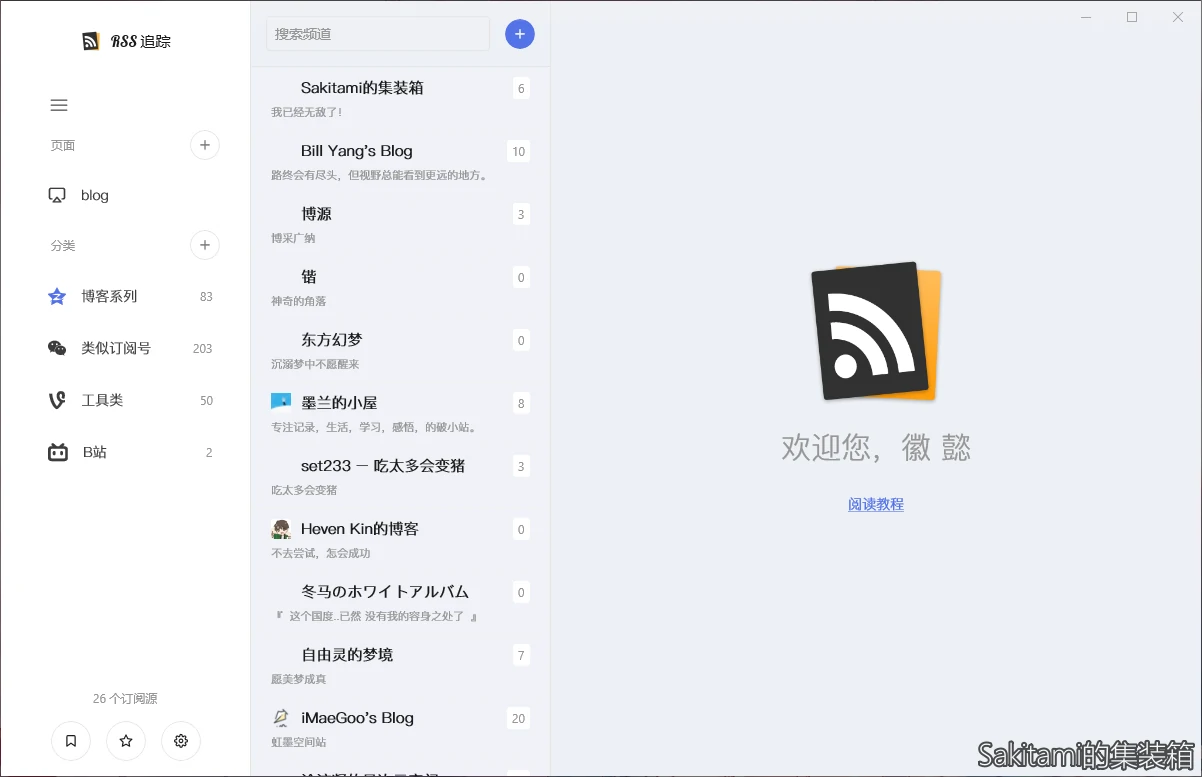 RSS 追踪
页面
blog
分类
博客系列 83
类似订阅号 203
工具类 50
B站 2
26 个订阅源
搜索频道
Sakitami的集装箱 6
我已经无敌了!
Bill Yang's Blog 10
路终会有尽头，但视野总能看到更远的地方。
博源 3
博采广纳
锴 0
神奇的角落
东方幻梦 0
沉溺梦中不愿醒来
墨兰的小屋 8
专注记录，生活，学习，感悟，的破小站。
set233 — 吃太多会变猪 3
吃太多会变猪
Heven Kin的博客 0
不去尝试，怎会成功
冬马のホワイトアルバム 0
『 这个国度..已然 没有我的容身之处了 』
自由灵的梦境 7
愿美梦成真
iMaeGoo's Blog 20
虹墨空间站
欢迎您，徽 懿
阅读教程
Sakitami的集装箱